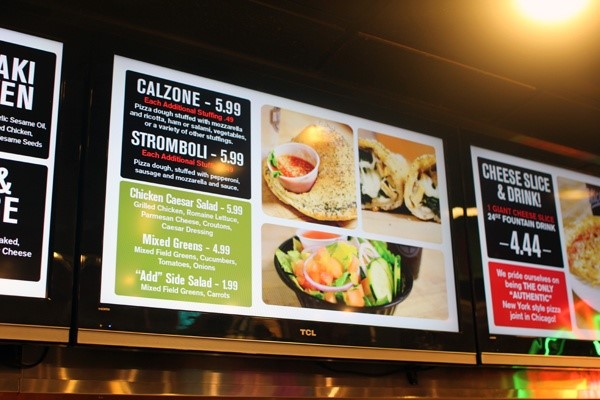 AKI
EN
rlic Sesame Oil,
ed Chicken,
Sesame Seeds
&
RE
aked,
Cheese
CALZONE - 5.99
Each Additional Stuffing .49
Pizza dough stuffed with mozzarella
and ricotta, ham or salami, vegetables,
or a variety of other stuffings.
STROMBOLI - 5.99
Each Additional
Pizza dough, stuffed with pepperoni,
sausage and mozzarella and sauce.
Chicken Caesar Salad - 5.99
Grilled Chicken, Romaine Lettuce,
Parmesan Cheese, Croutons,
Caesar Dressing
Mixed Greens - 4.99
Mixed Field Greens, Cucumbers,
Tomatoes, Onions
"Add" Side Salad - 1.99
Mixed Field Greens, Carrots
TCL
CHEESE SLICE
& DRINK!
1 GIANT CHEESE SLICE
24oz FOUNTAIN DRINK
-4.44-
We pride ourselves on
being THE ONLY
"AUTHENTIC"
New York style pizza
joint in Chicago!